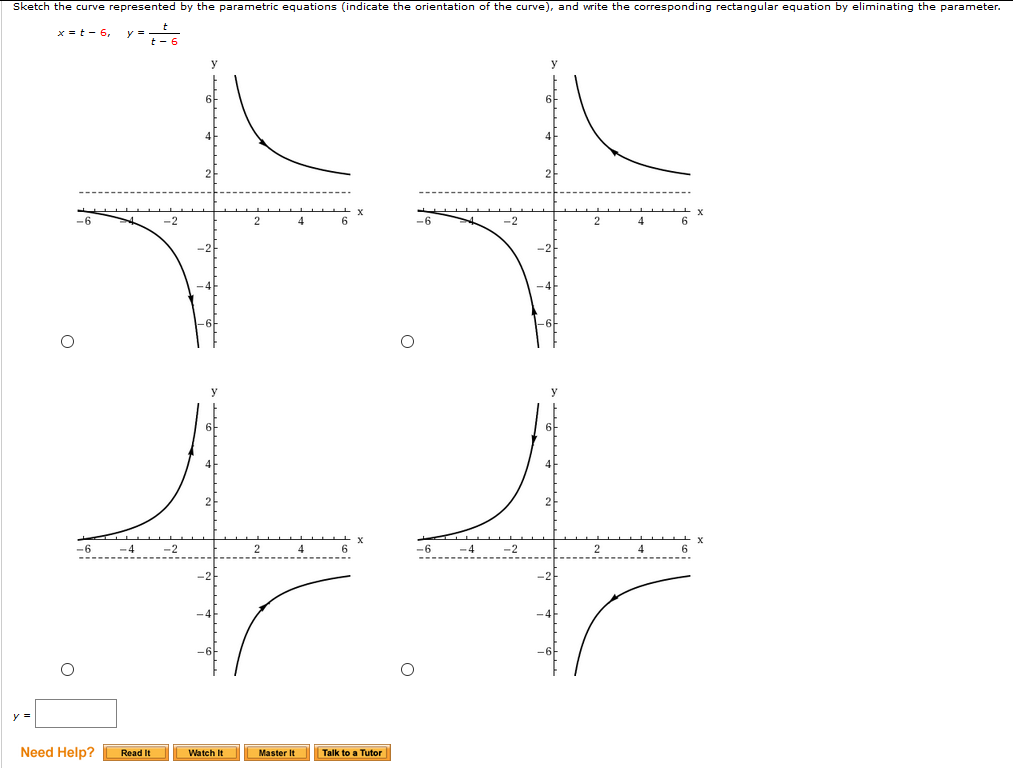 Sketch the curve represented by the parametric equations (indicate the orientation of the curve), and write the corresponding rectangular equation by eliminating the parameter.
x = t − 6, y = t
t − 6
y y
6 6
4 4
2 2
−6 −4 −2 2 4 6 x −6 −4 −2 2 4 6 x
−2 −2
−4 −4
−6 −6
y y
6 6
4 4
2 2
−6 −4 −2 2 4 6 x −6 −4 −2 2 4 6 x
−2 −2
−4 −4
−6 −6
y =
Need Help? Read It Watch It Master It Talk to a Tutor